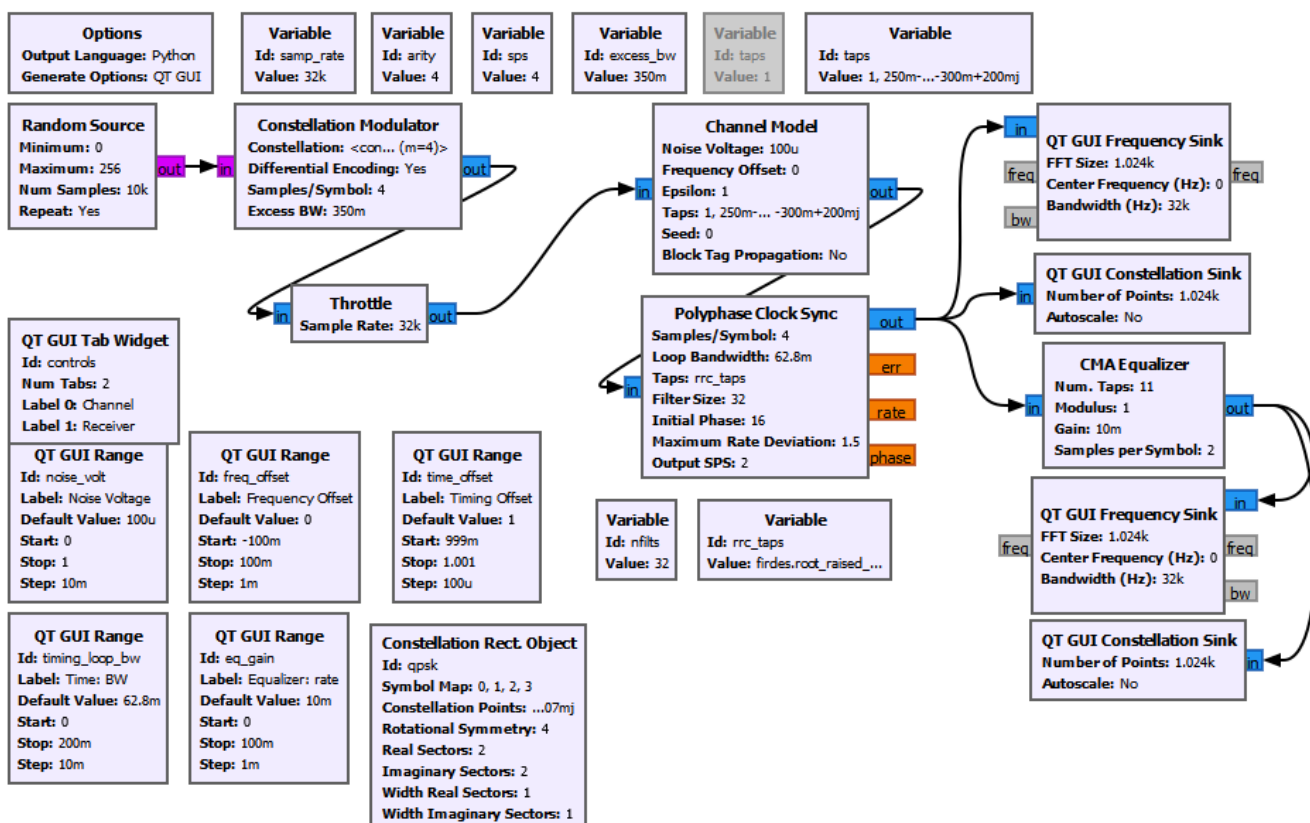 Options
Output Language: Python
Generate Options: QT GUI
Variable
Id: samp_rate
Value: 32k
Variable
Id: arity
Value: 4
Variable
Id: sps
Value: 4
Variable
Id: excess_bw
Value: 350m
Variable
Id: taps
Value: 1
Variable
Id: taps
Value: 1, 250m-...-300m+200mj
Random Source
Minimum: 0
Maximum: 256
Num Samples: 10k
Repeat: Yes
out
Constellation Modulator
Constellation: <con... (m=4)>
Differential Encoding: Yes
Samples/Symbol: 4
Excess BW: 350m
in
out
Channel Model
Noise Voltage: 100u
Frequency Offset: 0
Epsilon: 1
Taps: 1, 250m-... -300m+200mj
Seed: 0
Block Tag Propagation: No
in
out
QT GUI Frequency Sink
FFT Size: 1.024k
Center Frequency (Hz): 0
Bandwidth (Hz): 32k
in
freq
bw
freq
Throttle
Sample Rate: 32k
in
out
Polyphase Clock Sync
Samples/Symbol: 4
Loop Bandwidth: 62.8m
Taps: rrc_taps
Filter Size: 32
Initial Phase: 16
Maximum Rate Deviation: 1.5
Output SPS: 2
in
out
err
rate
phase
QT GUI Constellation Sink
Number of Points: 1.024k
Autoscale: No
in
CMA Equalizer
Num. Taps: 11
Modulus: 1
Gain: 10m
Samples per Symbol: 2
in
out
QT GUI Tab Widget
Id: controls
Num Tabs: 2
Label 0: Channel
Label 1: Receiver
QT GUI Range
Id: noise_volt
Label: Noise Voltage
Default Value: 100u
Start: 0
Stop: 1
Step: 10m
QT GUI Range
Id: freq_offset
Label: Frequency Offset
Default Value: 0
Start: -100m
Stop: 100m
Step: 1m
QT GUI Range
Id: time_offset
Label: Timing Offset
Default Value: 1
Start: 999m
Stop: 1.001
Step: 100u
Variable
Id: nfilts
Value: 32
Variable
Id: rrc_taps
Value: firdes.root_raised_...
QT GUI Frequency Sink
FFT Size: 1.024k
Center Frequency (Hz): 0
Bandwidth (Hz): 32k
in
freq
freq
bw
QT GUI Range
Id: timing_loop_bw
Label: Time: BW
Default Value: 62.8m
Start: 0
Stop: 200m
Step: 10m
QT GUI Range
Id: eq_gain
Label: Equalizer: rate
Default Value: 10m
Start: 0
Stop: 100m
Step: 1m
Constellation Rect. Object
Id: qpsk
Symbol Map: 0, 1, 2, 3
Constellation Points: ...07mj
Rotational Symmetry: 4
Real Sectors: 2
Imaginary Sectors: 2
Width Real Sectors: 1
Width Imaginary Sectors: 1
QT GUI Constellation Sink
Number of Points: 1.024k
Autoscale: No
in